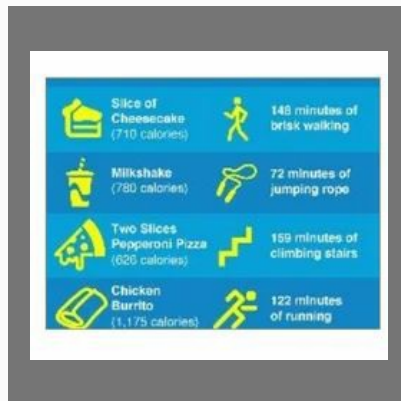 Slice of
Cheesecake
(710 calories)
148 minutes of
brisk walking
Milkshake
(780 calories)
72 minutes of
jumping rope
Two Slices
Pepperoni Pizza
(626 calories)
159 minutes of
climbing stairs
Chicken
Burrito
(1,175 calories)
122 minutes
of running